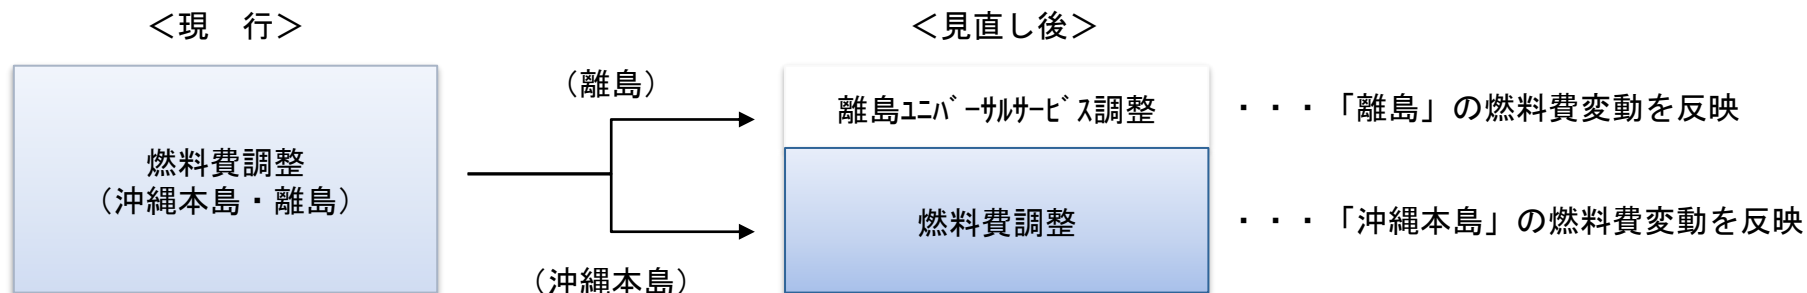 ＜現　行＞
＜見直し後＞
燃料費調整
（沖縄本島・離島）
（離島）
（沖縄本島）
離島ﾕﾆﾊﾞｰｻﾙｻｰﾋﾞｽ調整
・・・「離島」の燃料費変動を反映
燃料費調整
・・・「沖縄本島」の燃料費変動を反映